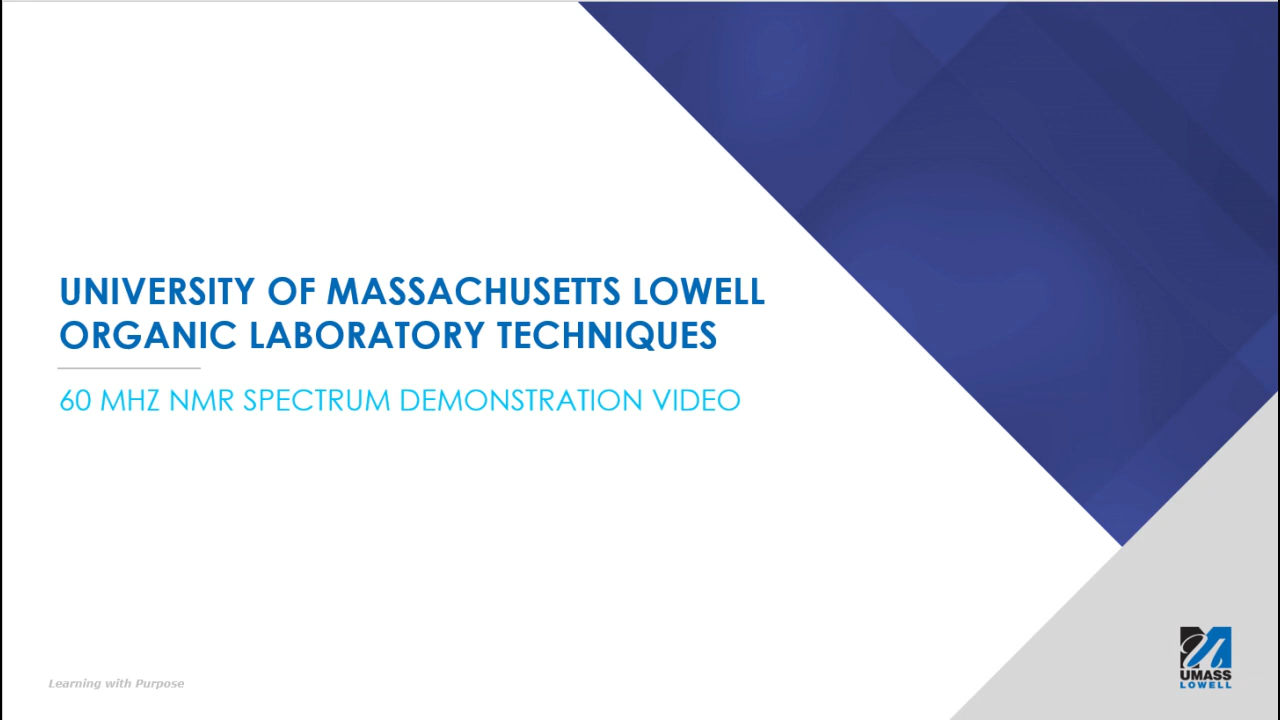 UNIVERSITY OF MASSACHUSETTS LOWELL
ORGANIC LABORATORY TECHNIQUES
60 MHZ NMR SPECTRUM DEMONSTRATION VIDEO
Learning with Purpose
UMASS
LOWELL